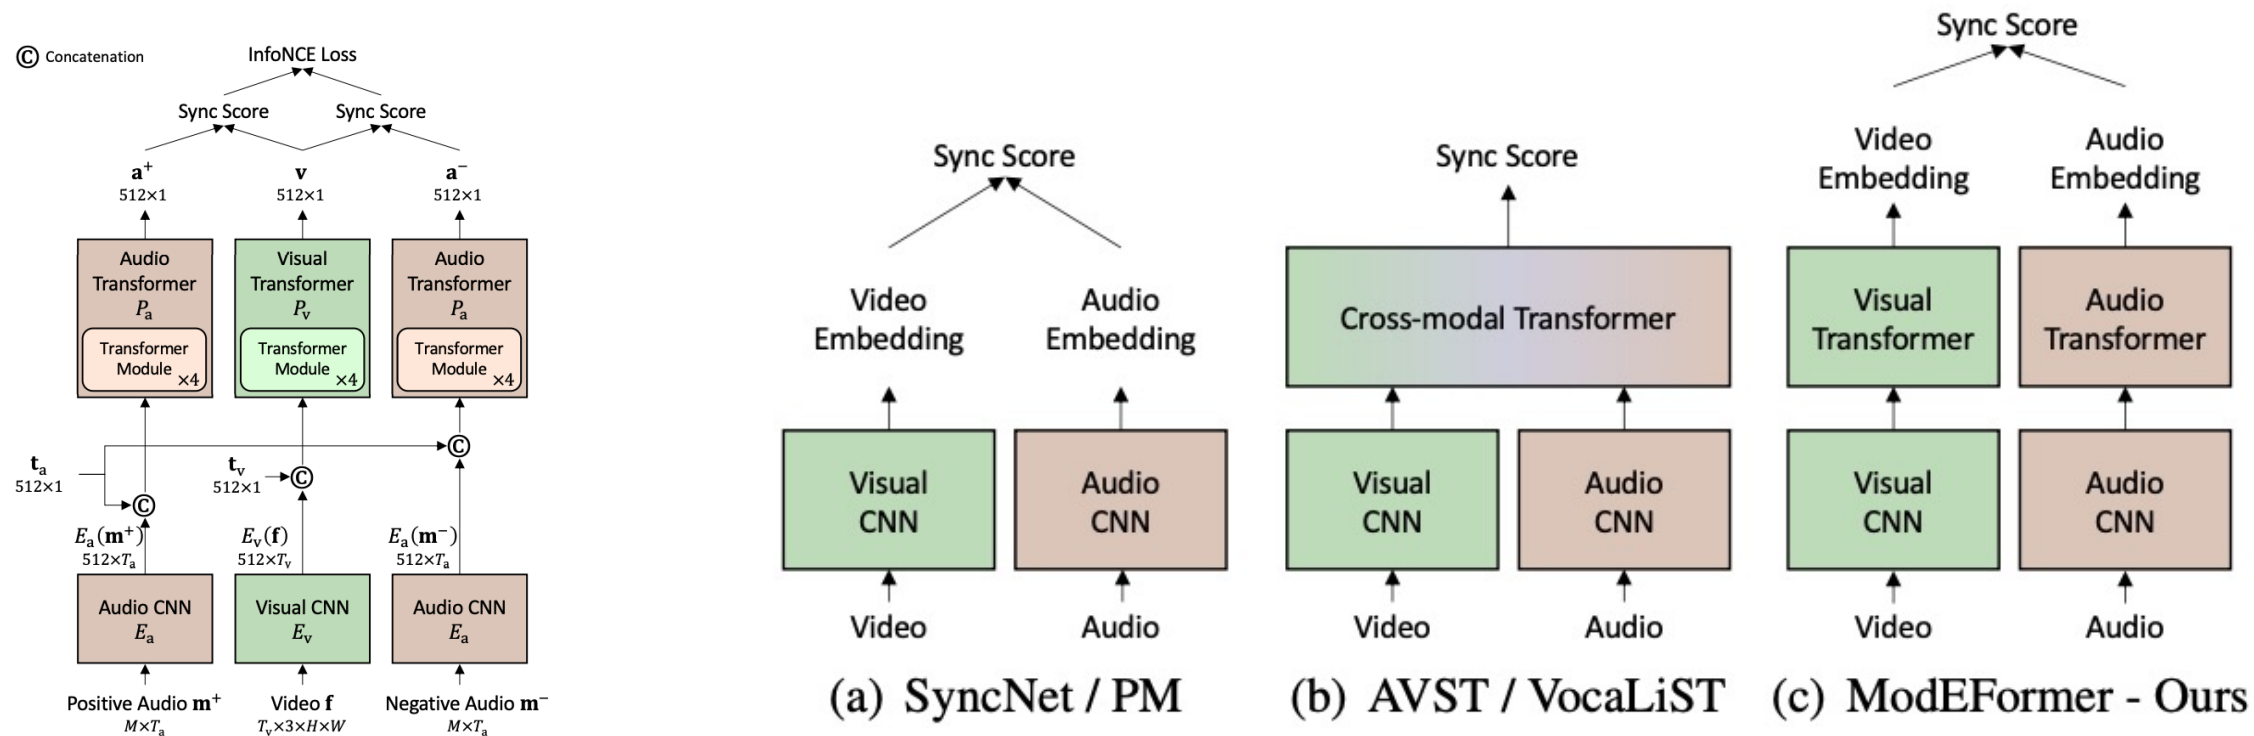 © Concatenation
InfoNCE Loss
Sync Score
Sync Score
a⁺
512×1
v
512×1
a⁻
512×1
Audio
Transformer
Pₐ
Transformer
Module ×4
Visual
Transformer
Pᵥ
Transformer
Module ×4
Audio
Transformer
Pₐ
Transformer
Module ×4
tₐ
512×1
©
tᵥ
512×1
©
©
Eₐ(m⁺)
512×Tₐ
Eᵥ(f)
512×Tᵥ
Eₐ(m⁻)
512×Tₐ
Audio CNN
Eₐ
Visual CNN
Eᵥ
Audio CNN
Eₐ
Positive Audio m⁺
M×Tₐ
Video f
Tᵥ×3×H×W
Negative Audio m⁻
M×Tₐ
Sync Score
Video
Embedding
Audio
Embedding
Visual
CNN
Audio
CNN
Video
Audio
(a) SyncNet / PM
Sync Score
Cross-modal Transformer
Visual
CNN
Audio
CNN
Video
Audio
(b) AVST / VocaLiST
Sync Score
Video
Embedding
Audio
Embedding
Visual
Transformer
Audio
Transformer
Visual
CNN
Audio
CNN
Video
Audio
(c) ModEFormer - Ours